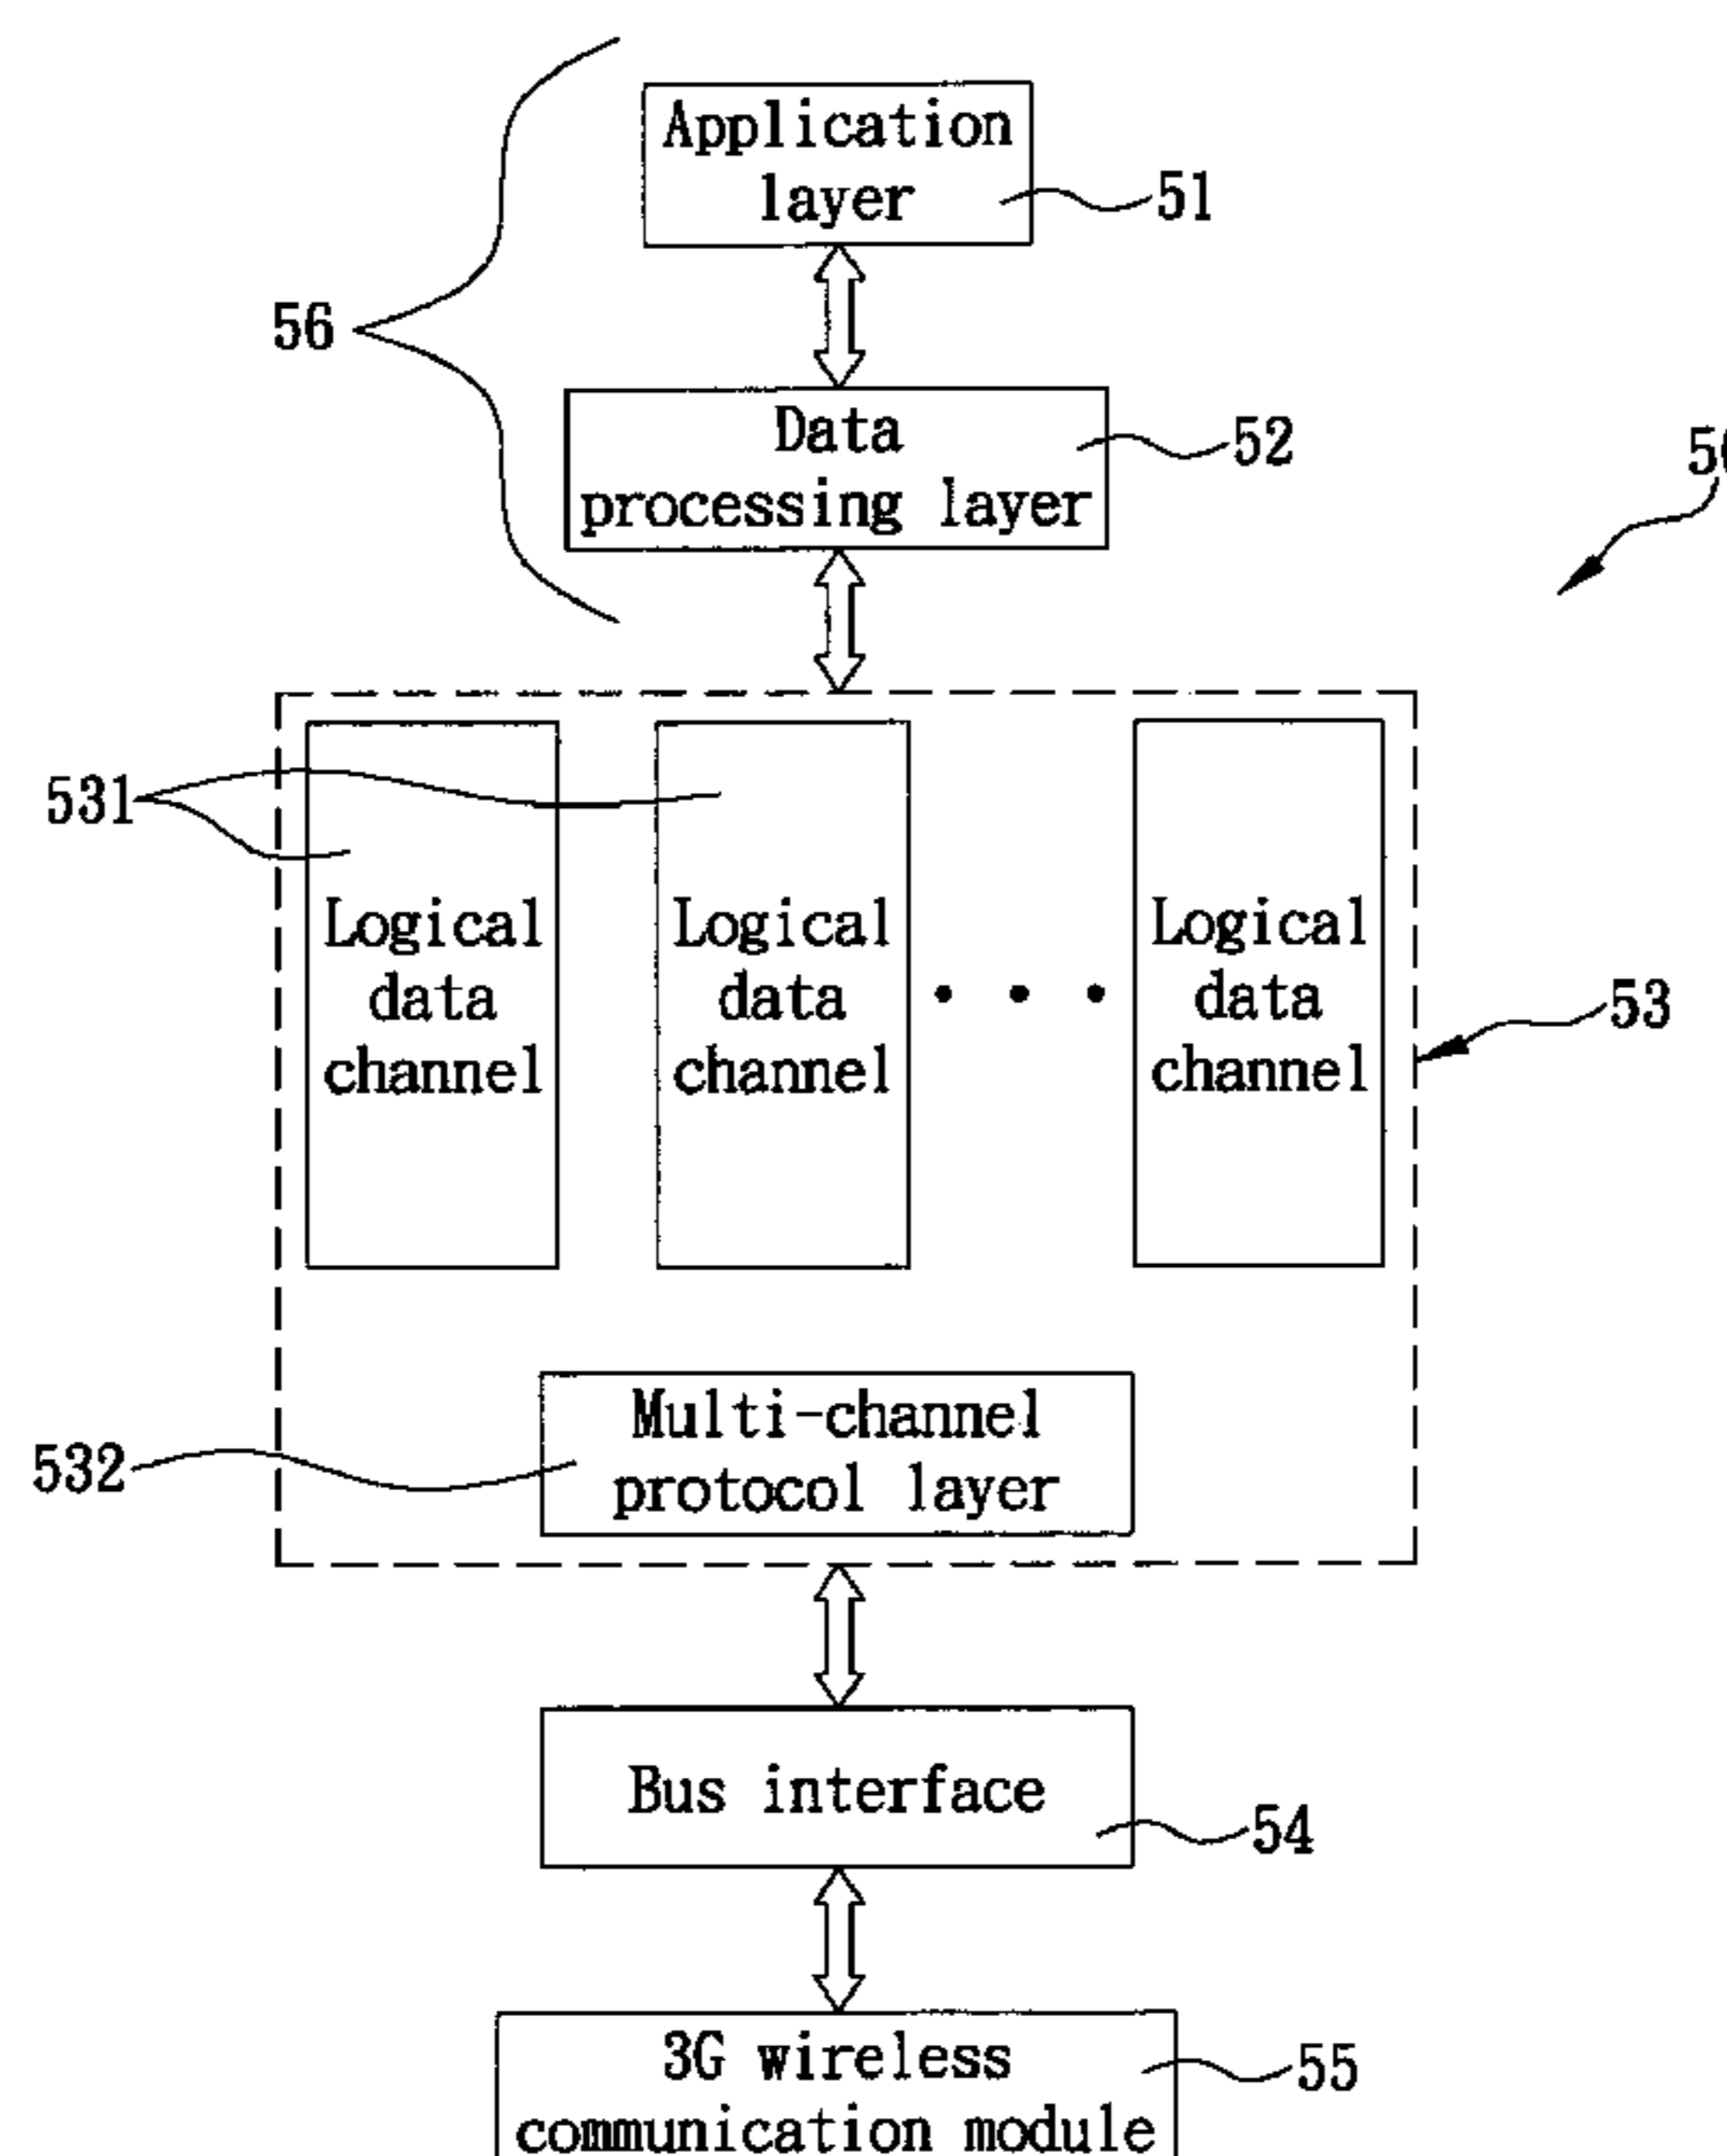 Application
layer
51
56
Data
processing layer
52
531
Logical
data
channel
Logical
data
channel
Logical
data
channel
53
Multi-channel
protocol layer
532
Bus interface
54
3G wireless
communication module
55